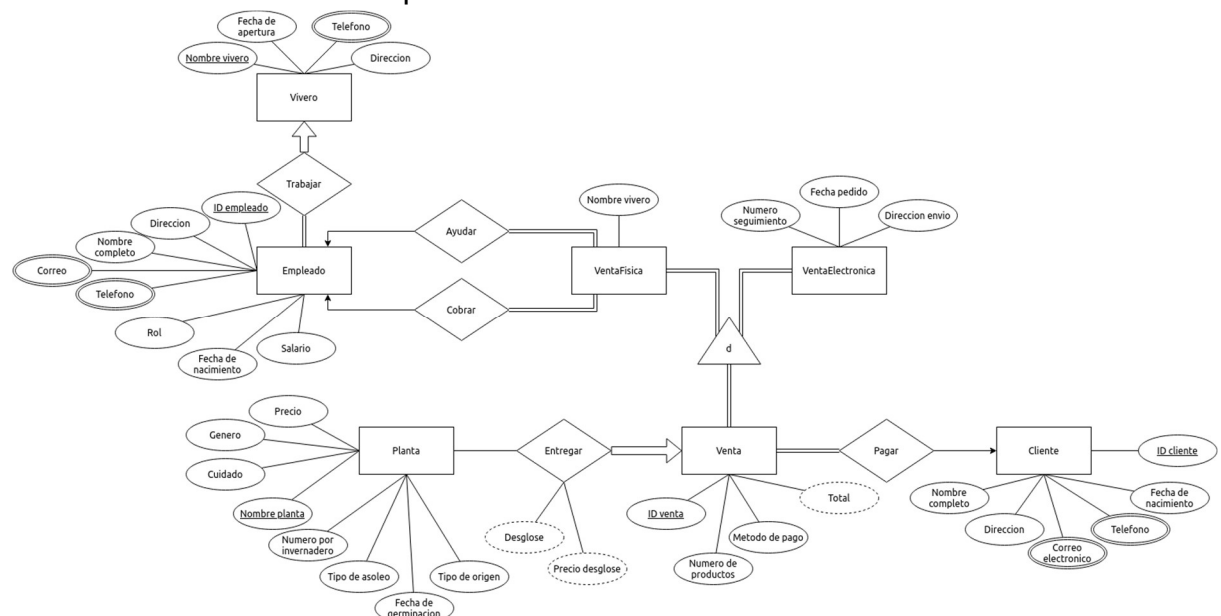 Fecha de
apertura
Telefono
Nombre vivero
Direccion
Vivero
Trabajar
ID empleado
Direccion
Nombre
completo
Correo
Telefono
Empleado
Rol
Fecha de
nacimiento
Salario
Ayudar
Cobrar
Nombre vivero
VentaFisica
Fecha pedido
Numero
seguimiento
Direccion envio
VentaElectronica
d
Precio
Genero
Cuidado
Nombre planta
Numero por
invernadero
Tipo de asoleo
Fecha de
germinacion
Tipo de origen
Planta
Entregar
Desglose
Precio desglose
Venta
ID venta
Numero de
productos
Metodo de pago
Total
Pagar
Cliente
ID cliente
Nombre
completo
Direccion
Correo
electronico
Telefono
Fecha de
nacimiento